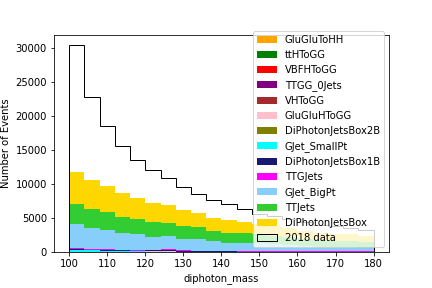 30000
25000
20000
15000
10000
5000
0
Number of Events
100
110
120
130
140
150
160
170
180
diphoton_mass
GluGluToHH
ttHToGG
VBFHToGG
TTGG_0Jets
VHToGG
GluGluHToGG
DiPhotonJetsBox2B
GJet_SmallPt
DiPhotonJetsBox1B
TTGJets
GJet_BigPt
TTJets
DiPhotonJetsBox
2018 data